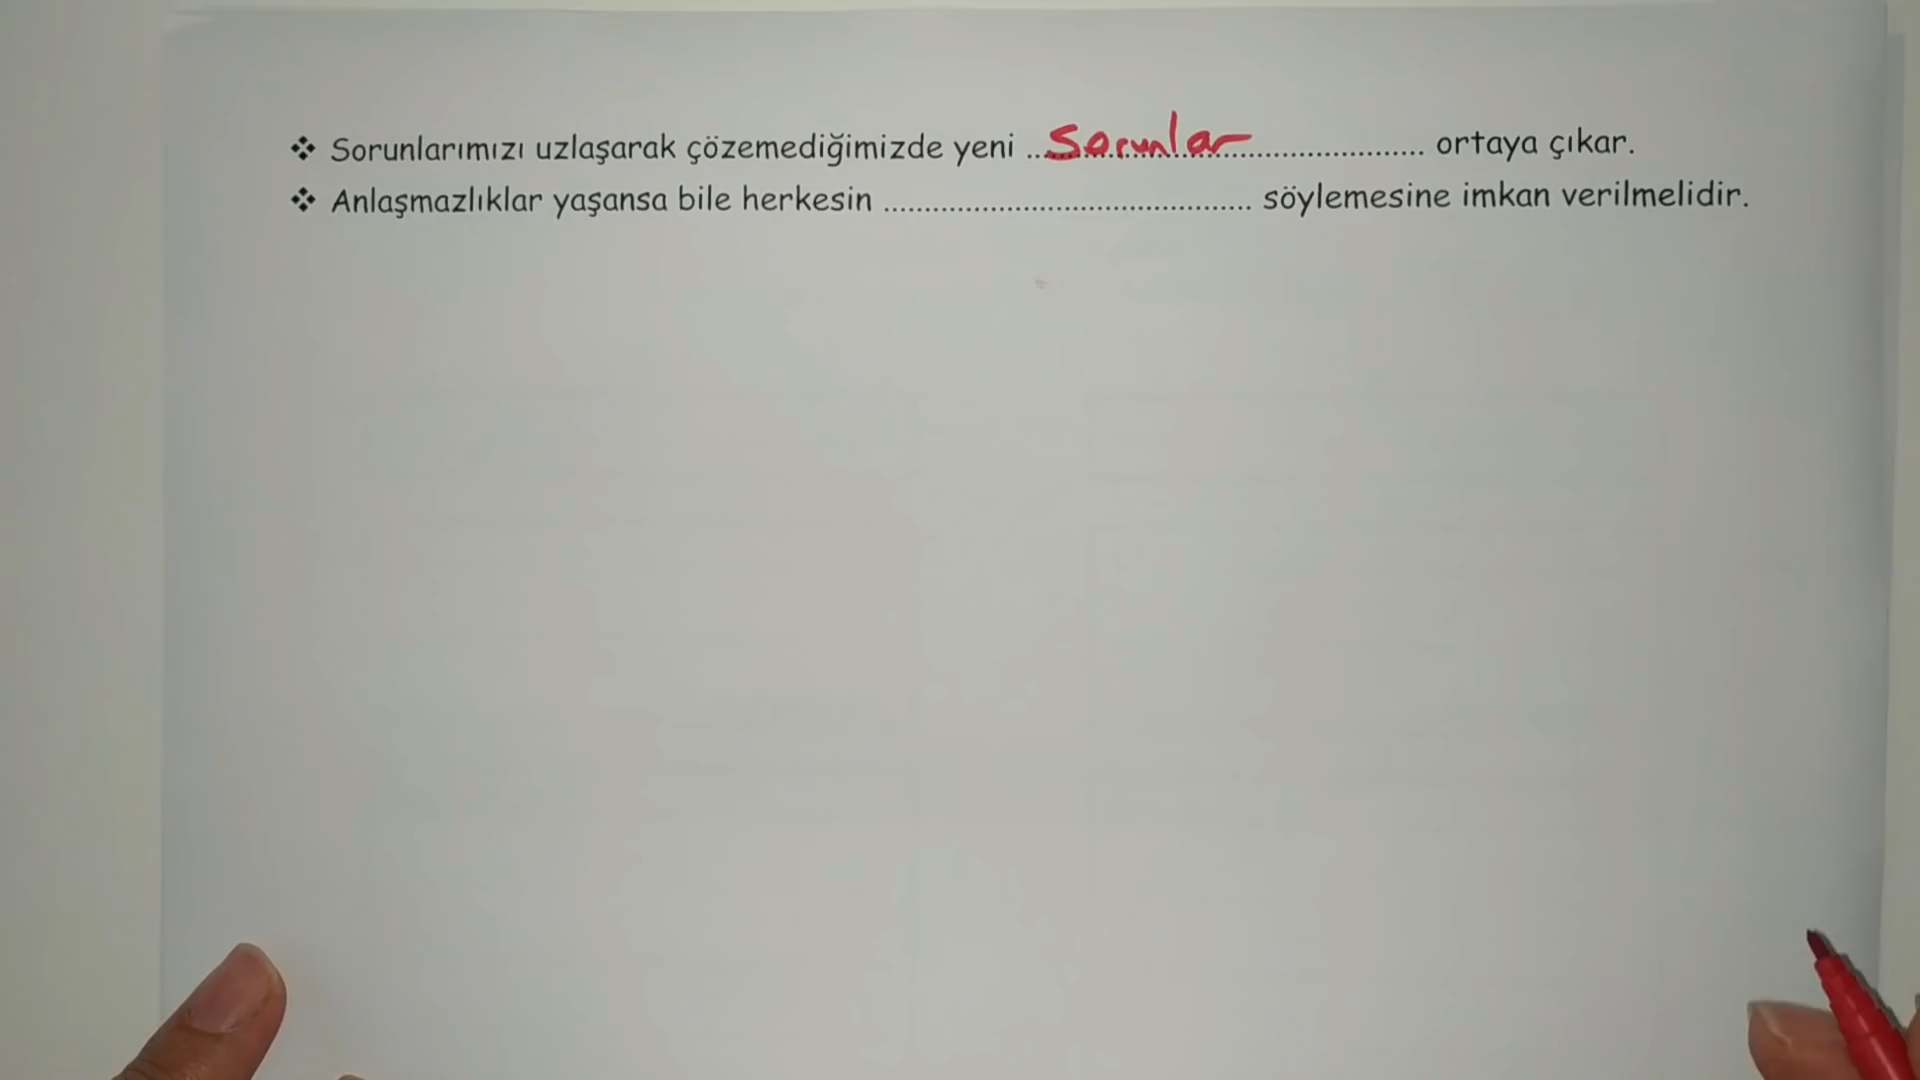 ❖ Sorunlarımızı uzlaşarak çözemediğimizde yeni ..sorunlar.......................... ortaya çıkar.
❖ Anlaşmazlıklar yaşansa bile herkesin ............................................. söylemesine imkan verilmelidir.